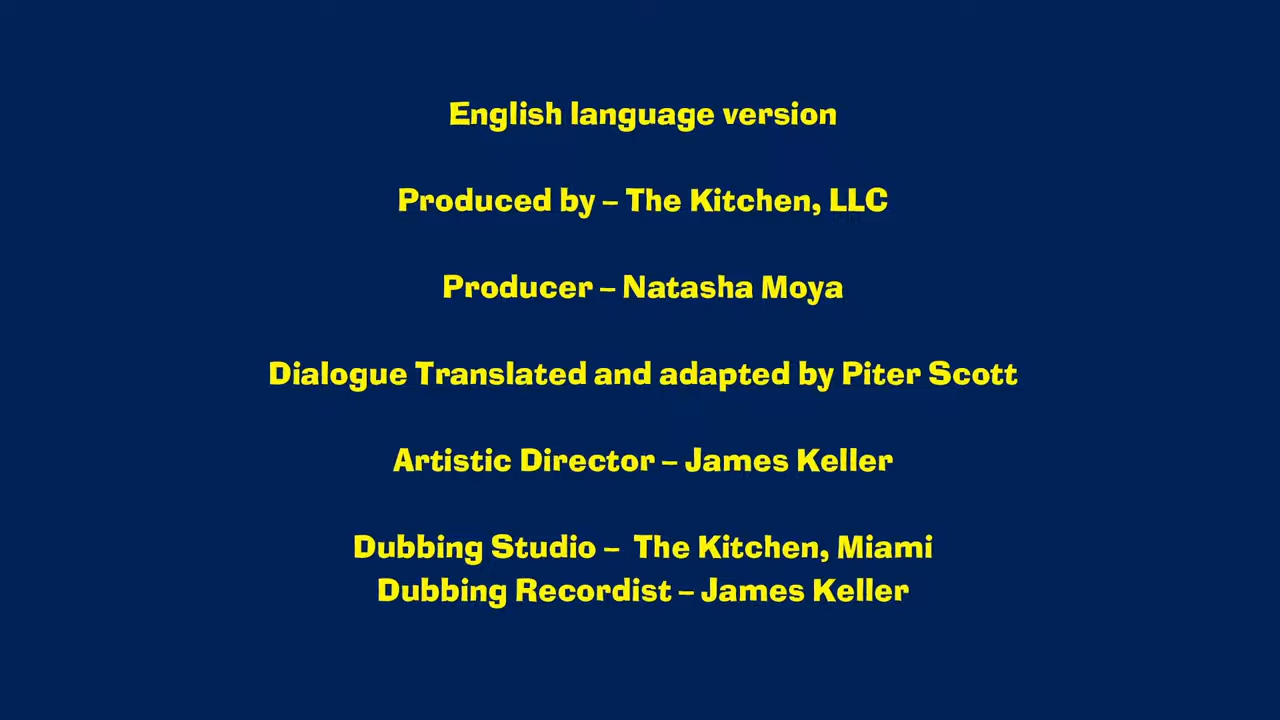 English language version
Produced by – The Kitchen, LLC
Producer – Natasha Moya
Dialogue Translated and adapted by Piter Scott
Artistic Director – James Keller
Dubbing Studio –  The Kitchen, Miami
Dubbing Recordist – James Keller